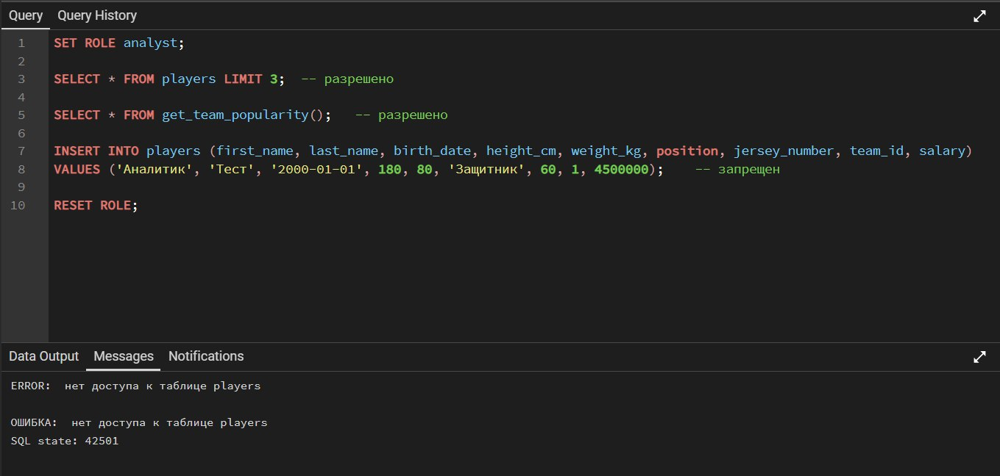 Query Query History
1 SET ROLE analyst;
2
3 SELECT * FROM players LIMIT 3;  -- разрешено
4
5 SELECT * FROM get_team_popularity();   -- разрешено
6
7 INSERT INTO players (first_name, last_name, birth_date, height_cm, weight_kg, position, jersey_number, team_id, salary)
8 VALUES ('Аналитик', 'Тест', '2000-01-01', 180, 80, 'Защитник', 60, 1, 4500000);    -- запрещен
9
10 RESET ROLE;
Data Output Messages Notifications
ERROR:  нет доступа к таблице players
ОШИБКА:  нет доступа к таблице players
SQL state: 42501